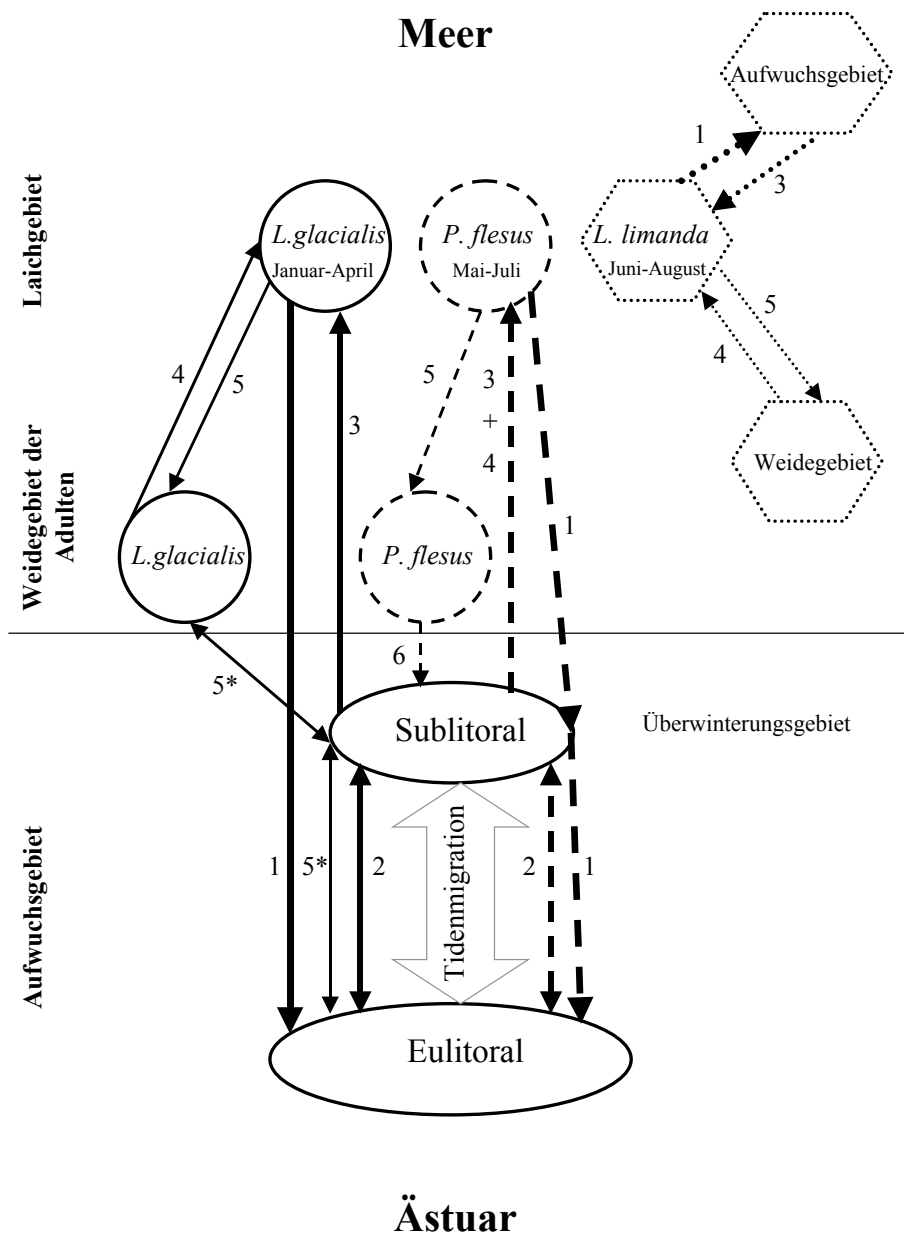 Meer
Aufwuchsgebiet
1
3
Laichgebiet
L.glacialis
Januar-April
P. flesus
Mai-Juli
L. limanda
Juni-August
4
5
3
5
3
+
4
1
5
4
Weidegebiet der
Adulten
L.glacialis
P. flesus
Weidegebiet
5*
6
Sublitoral
Überwinterungsgebiet
Aufwuchsgebiet
1
5*
2
Tidenmigration
2
1
Eulitoral
Ästuar